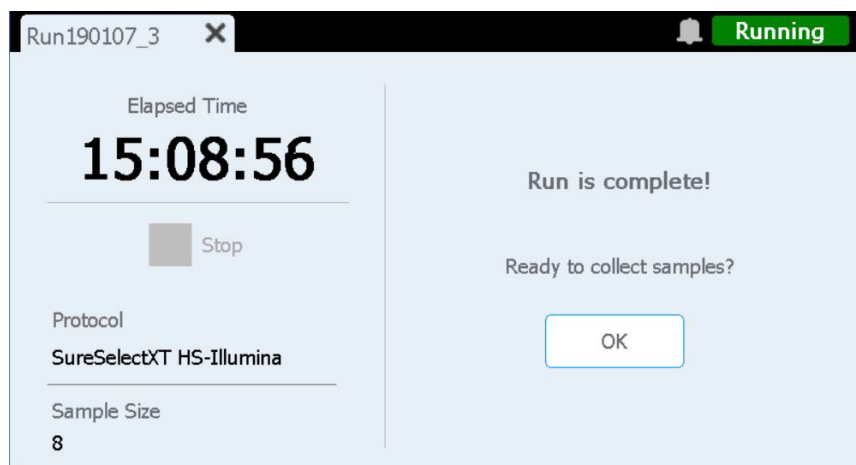 Run190107_3
Running
Elapsed Time
15:08:56
Stop
Protocol
SureSelectXT HS-Illumina
Sample Size
8
Run is complete!
Ready to collect samples?
OK